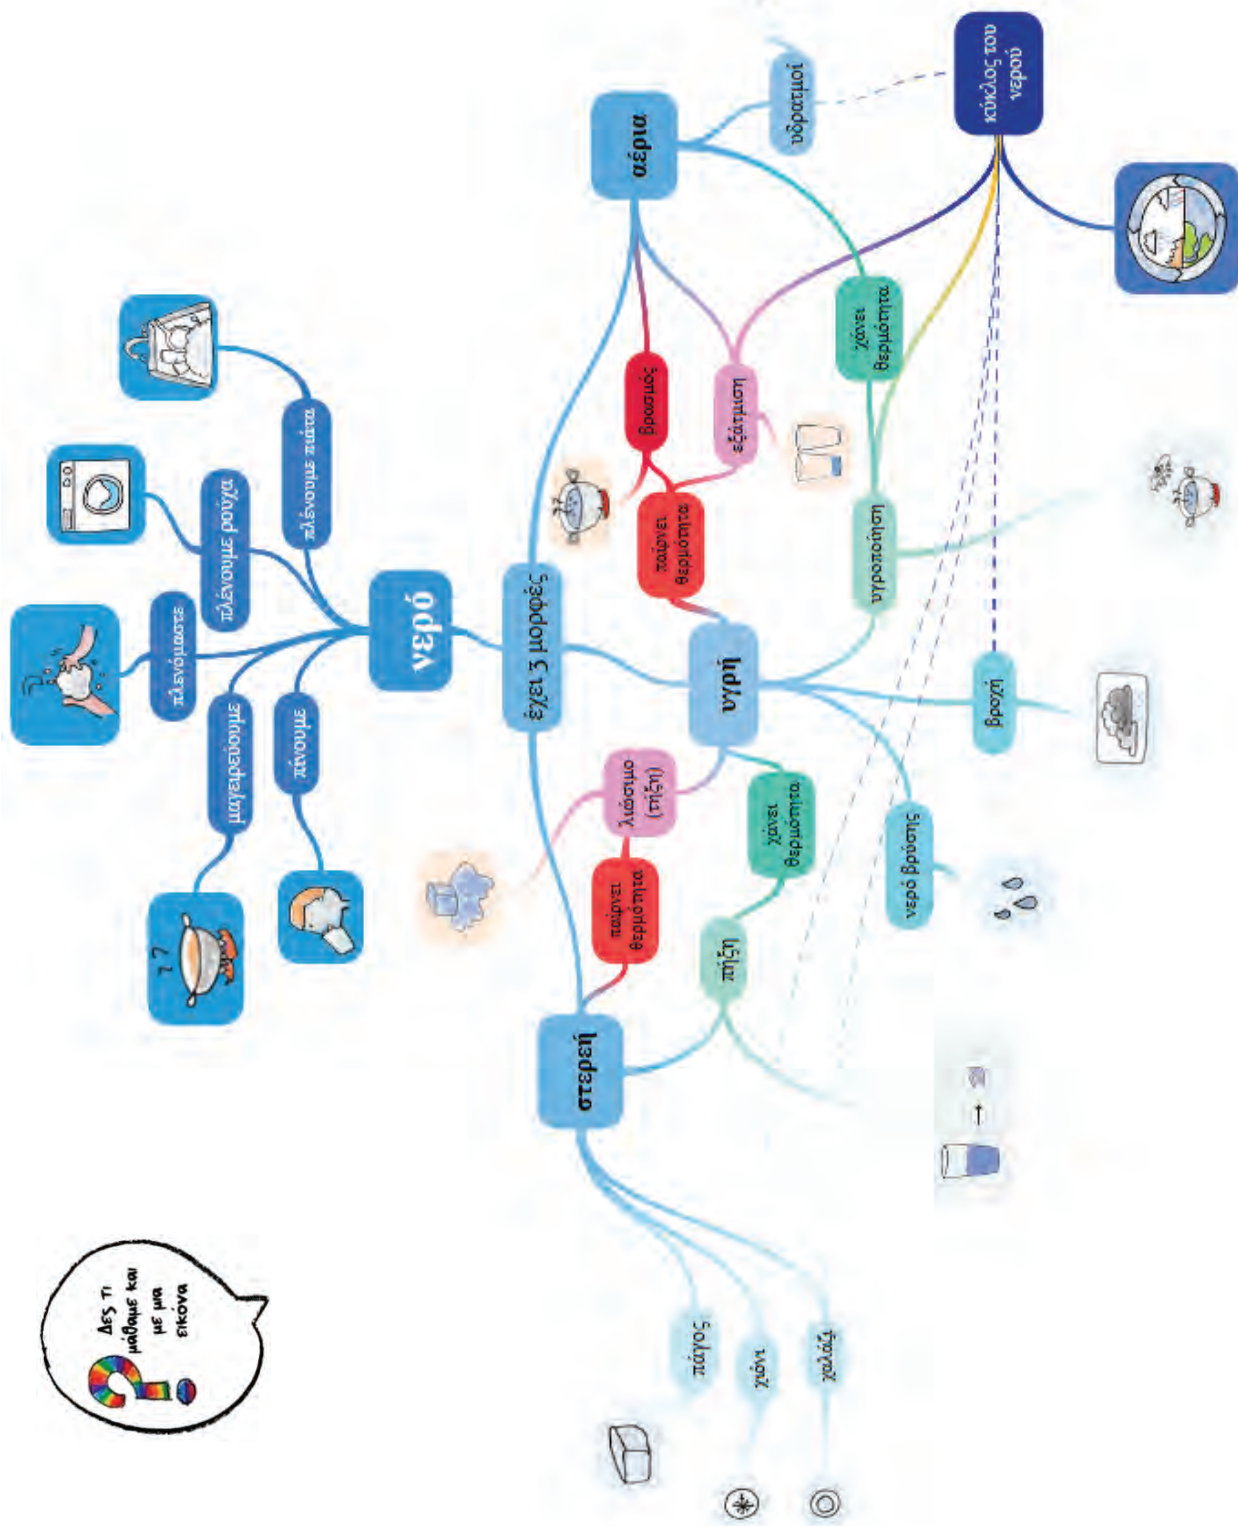 Δες τι
μάθαμε και
με μια
εικόνα
πίνουμε
μαγειρεύουμε
πλενόμαστε
πλένουμε ρούχα
πλένουμε πιάτα
νερό
έχει 3 μορφές
στερεή
παίρνει
θερμότητα
λιώσιμο
(τήξη)
υγρή
παίρνει
θερμότητα
βρασμός
εξάτμιση
αέρια
υδρατμοί
πήξη
χάνει
θερμότητα
υγροποίηση
χάνει
θερμότητα
κύκλος του
νερού
πάγος
χιόνι
χαλάζι
νερό βρύσης
βροχή